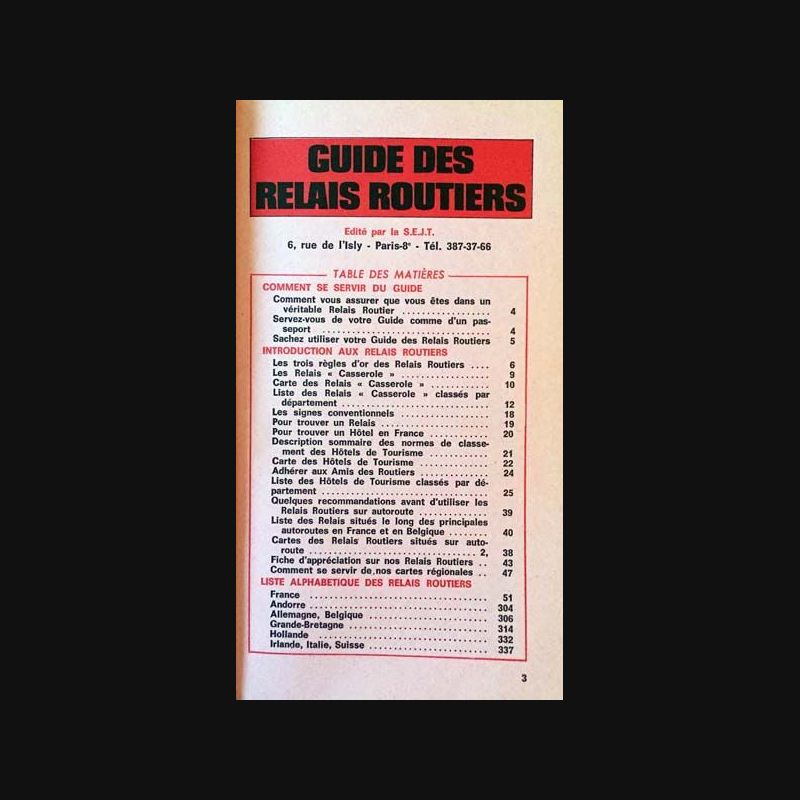 GUIDE DES
RELAIS ROUTIERS
Edité par la S.E.J.T.
6, rue de l'Isly - Paris-8e - Tél. 387-37-66
TABLE DES MATIÈRES
COMMENT SE SERVIR DU GUIDE
Comment vous assurer que vous êtes dans un
véritable Relais Routier .................. 4
Servez-vous de votre Guide comme d'un pas-
seport .................. 4
Sachez utiliser votre Guide des Relais Routiers 5
INTRODUCTION AUX RELAIS ROUTIERS
Les trois règles d'or des Relais Routiers .... 6
Les Relais « Casserole » .................. 9
Carte des Relais « Casserole » ............ 10
Liste des Relais « Casserole » classés par
département .................. 12
Les signes conventionnels .................. 18
Pour trouver un Relais .................. 19
Pour trouver un Hôtel en France ............ 20
Description sommaire des normes de classe-
ment des Hôtels de Tourisme ............ 21
Carte des Hôtels de Tourisme .............. 22
Adhérer aux Amis des Routiers .............. 24
Liste des Hôtels de Tourisme classés par dé-
partement .................. 25
Quelques recommandations avant d'utiliser les
Relais Routiers sur autoroute .............. 39
Liste des Relais situés le long des principales
autoroutes en France et en Belgique ........ 40
Cartes des Relais Routiers situés sur auto-
route .................. 2, 38
Fiche d'appréciation sur nos Relais Routiers .. 43
Comment se servir de nos cartes régionales .. 47
LISTE ALPHABETIQUE DES RELAIS ROUTIERS
France .................. 51
Andorre .................. 304
Allemagne, Belgique .................. 306
Grande-Bretagne .................. 314
Hollande .................. 332
Irlande, Italie, Suisse .................. 337
3